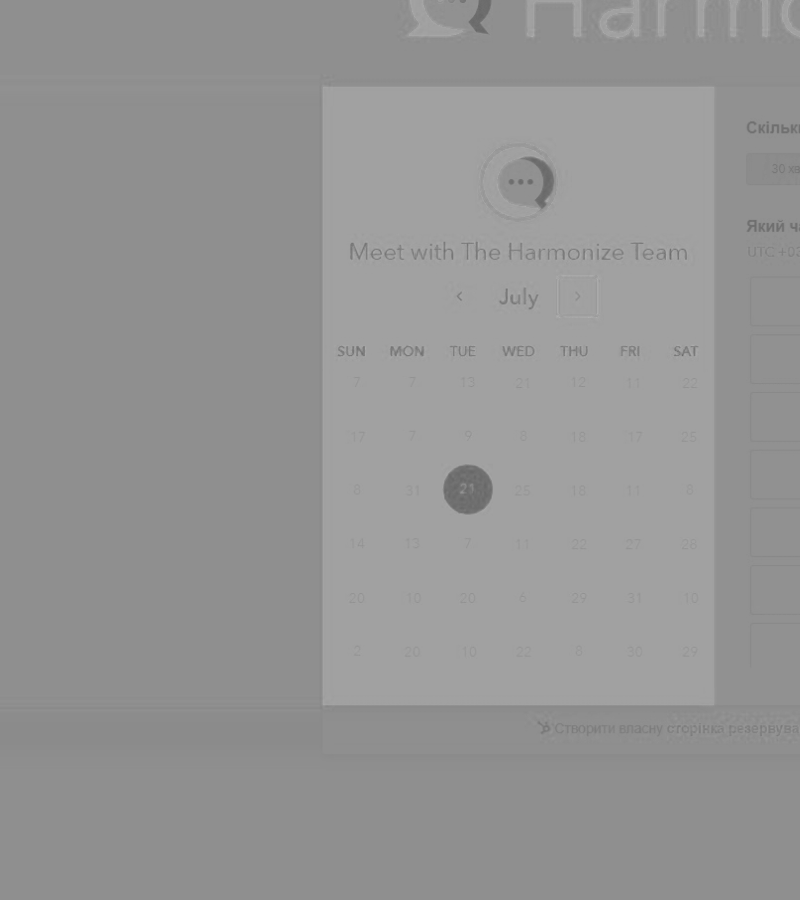 Harmo
Meet with The Harmonize Team
July
SUN MON TUE WED THU FRI SAT
7 7 13 21 12 11 22
17 7 9 8 18 17 25
8 31 21 25 18 11 8
14 13 7 11 22 27 28
20 10 20 6 29 31 10
2 20 10 22 8 30 29
Скільк
30 хв
Який ч
UTC +03
Створити власну сторінка резервува